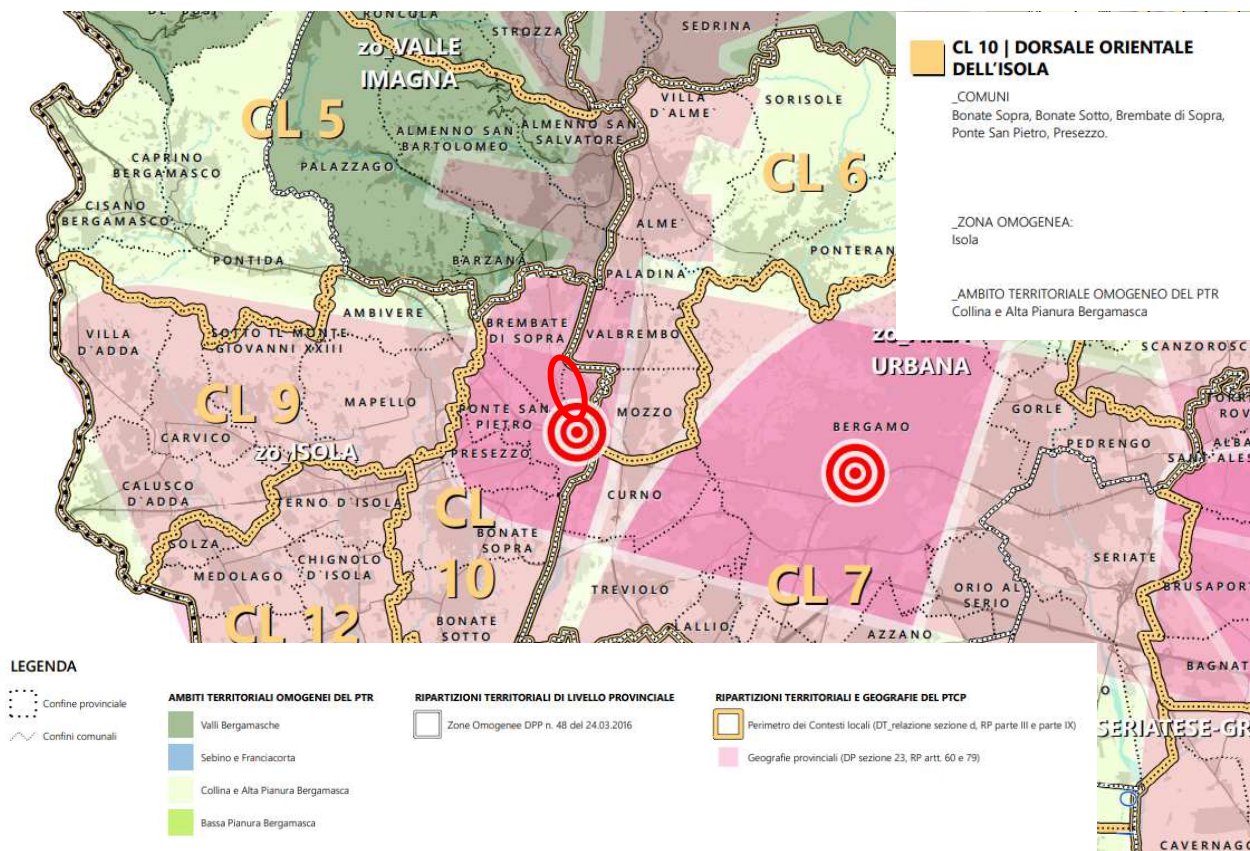 RONCOLA
STROZZA
SEDRINA
zo_VALLE
IMAGNA
CL 5
VILLA
D'ALME`
SORISOLE
ALMENNO SAN
BARTOLOMEO
ALMENNO SAN
SALVATORE
CAPRINO
BERGAMASCO
PALAZZAGO
CL 6
CISANO
BERGAMASCO
ALME`
PONTIDA
BARZANA
PALADINA
PONTERAN
CL 10 | DORSALE ORIENTALE
DELL'ISOLA
_COMUNI
Bonate Sopra, Bonate Sotto, Brembate di Sopra,
Ponte San Pietro, Presezzo.
_ZONA OMOGENEA:
Isola
_AMBITO TERRITORIALE OMOGENEO DEL PTR
Collina e Alta Pianura Bergamasca
AMBIVERE
VILLA
D'ADDA
SOTTO IL MONTE
GIOVANNI XXIII
BREMBATE
DI SOPRA
VALBREMBO
URBANA
SCANZOROSC
CL 9
MAPELLO
PONTE SAN
PIETRO
MOZZO
BERGAMO
GORLE
CARVICO
zo_ISOLA
PRESEZZO
PEDRENGO
CALUSCO
D'ADDA
TERNO D'ISOLA
CL
10
CURNO
SOLZA
BONATE
SOPRA
MEDOLAGO
CHIGNOLO
D'ISOLA
SERIATE
TREVIOLO
CL 7
ORIO AL
SERIO
BRUSAPOR
CL 12
BONATE
SOTTO
LALLIO
AZZANO
BAGNAT
SERIATESE-GR
CAVERNAGO
LEGENDA
Confine provinciale
Confini comunali
AMBITI TERRITORIALI OMOGENEI DEL PTR
Valli Bergamasche
Sebino e Franciacorta
Collina e Alta Pianura Bergamasca
Bassa Pianura Bergamasca
RIPARTIZIONI TERRITORIALI DI LIVELLO PROVINCIALE
Zone Omogenee DPP n. 48 del 24.03.2016
RIPARTIZIONI TERRITORIALI E GEOGRAFIE DEL PTCP
Perimetro dei Contesti locali (DT_relazione sezione d, RP parte III e parte IX)
Geografie provinciali (DP sezione 23, RP artt. 60 e 79)